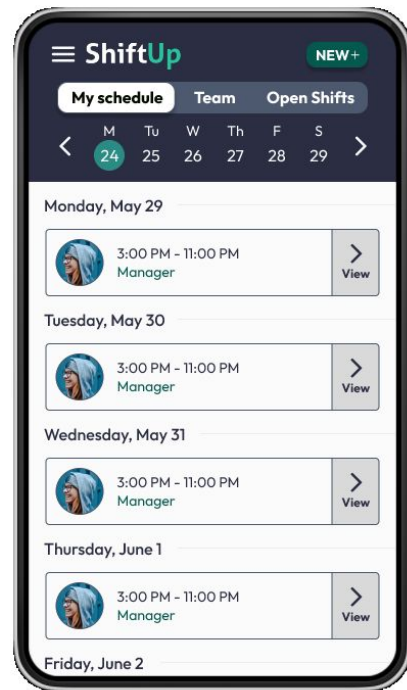 ShiftUp NEW+
My schedule Team Open Shifts
M Tu W Th F S
24 25 26 27 28 29
Monday, May 29
3:00 PM - 11:00 PM
Manager
View
Tuesday, May 30
3:00 PM - 11:00 PM
Manager
View
Wednesday, May 31
3:00 PM - 11:00 PM
Manager
View
Thursday, June 1
3:00 PM - 11:00 PM
Manager
View
Friday, June 2